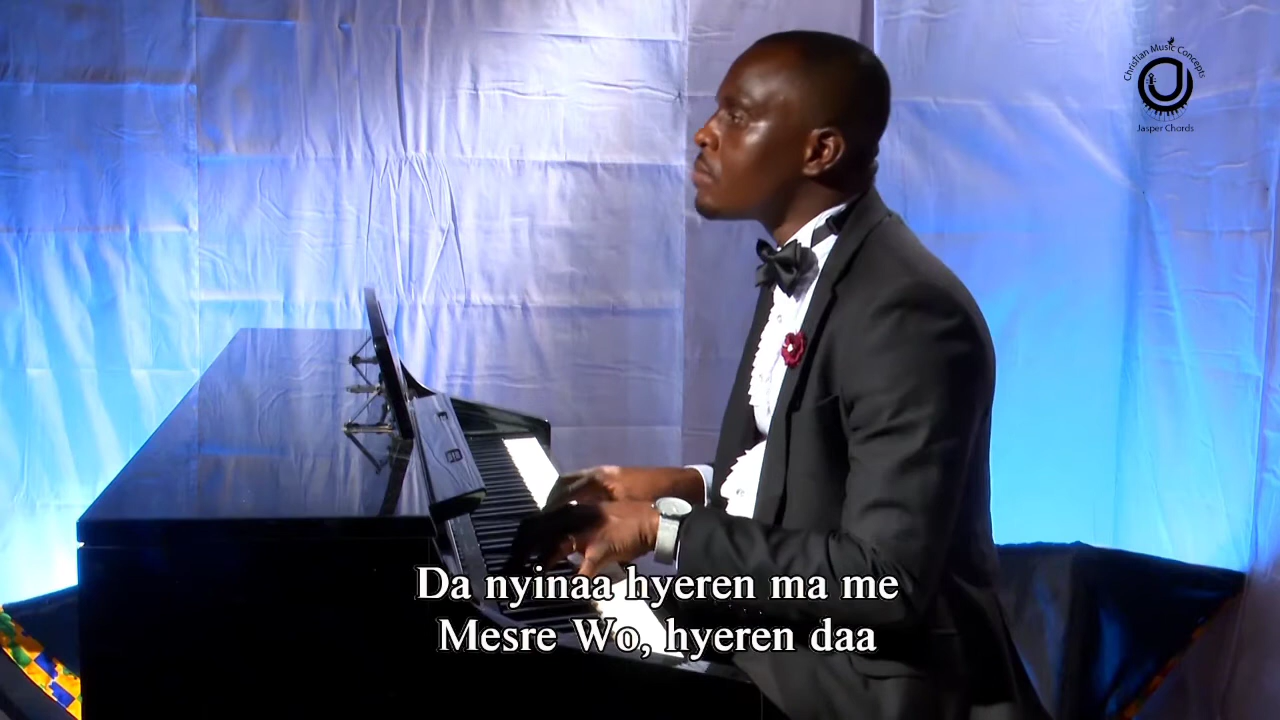 Christian Music Concepts
J
Jasper Chords
Da nyinaa hyeren ma me
Mesre Wo, hyeren daa